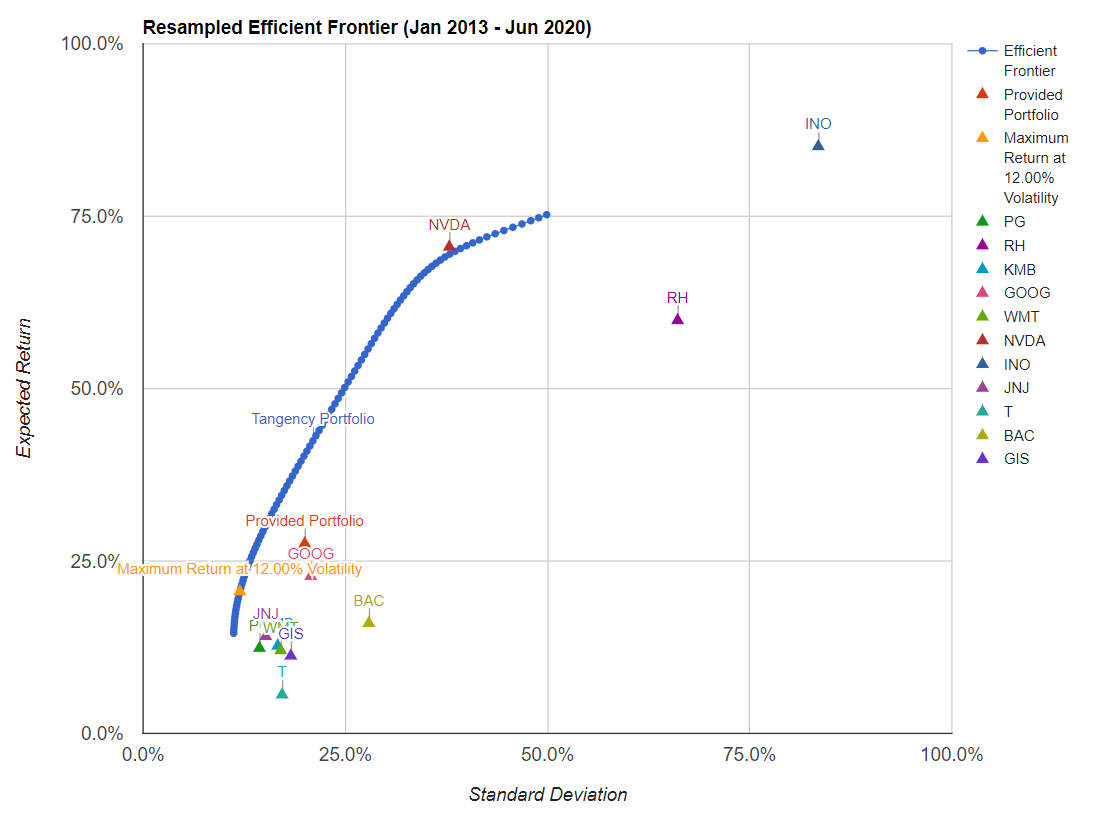 Resampled Efficient Frontier (Jan 2013 - Jun 2020)
100.0%
75.0%
50.0%
25.0%
0.0%
Expected Return
0.0%
25.0%
50.0%
75.0%
100.0%
Standard Deviation
INO
NVDA
RH
Tangency Portfolio
Provided Portfolio
GOOG
Maximum Return at 12.00% Volatility
BAC
JNJ
WMT
GIS
T
Efficient
Frontier
Provided
Portfolio
Maximum
Return at
12.00%
Volatility
PG
RH
KMB
GOOG
WMT
NVDA
INO
JNJ
T
BAC
GIS